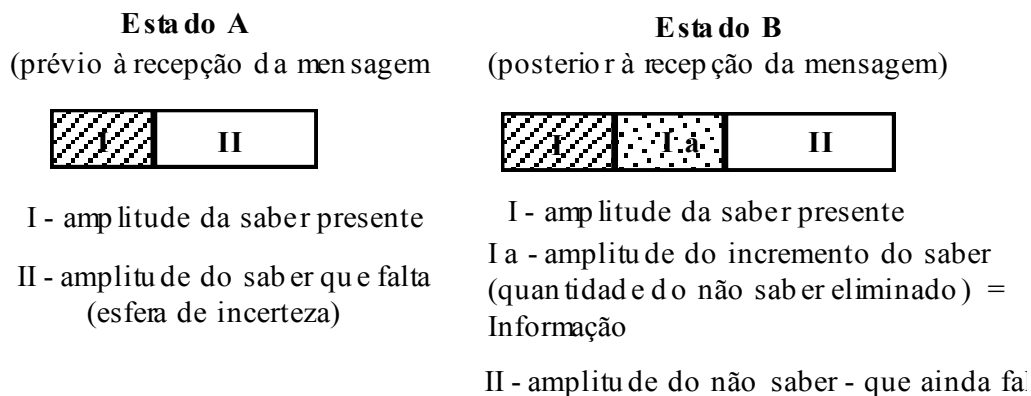 Estado A
(prévio à recepção da mensagem
I II
I - amplitude da saber presente
II - amplitude do saber que falta
(esfera de incerteza)
Estado B
(posterior à recepção da mensagem)
I I a II
I - amplitude da saber presente
I a - amplitude do incremento do saber
(quantidade do não saber eliminado) =
Informação
II - amplitude do não saber - que ainda fal